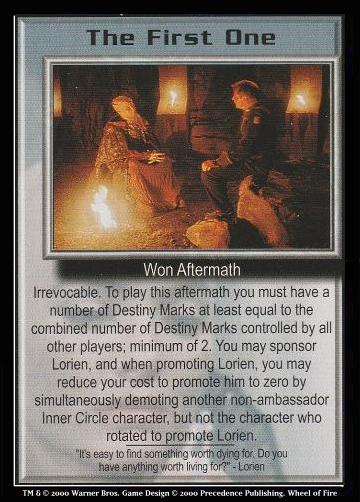 The First One
Won Aftermath
Irrevocable. To play this aftermath you must have a
number of Destiny Marks at least equal to the
combined number of Destiny Marks controlled by all
other players; minimum of 2. You may sponsor
Lorien, and when promoting Lorien, you may
reduce your cost to promote him to zero by
simultaneously demoting another non-ambassador
Inner Circle character, but not the character who
rotated to promote Lorien.
"It's easy to find something worth dying for. Do you
have anything worth living for?" - Lorien
TM & © 2000 Warner Bros. Game Design © 2000 Precedence Publishing. Wheel of Fire